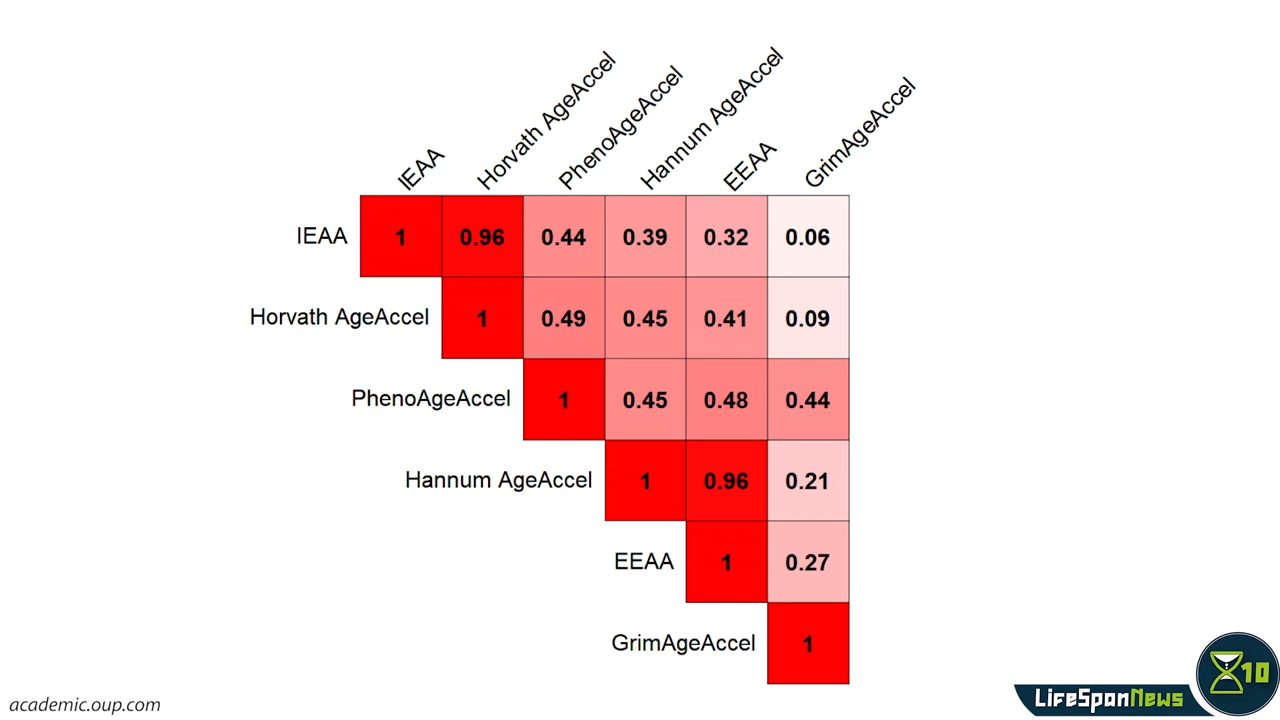 IEAA
Horvath AgeAccel
PhenoAgeAccel
Hannum AgeAccel
EEAA
GrimAgeAccel
IEAA 1 0.96 0.44 0.39 0.32 0.06
Horvath AgeAccel 1 0.49 0.45 0.41 0.09
PhenoAgeAccel 1 0.45 0.48 0.44
Hannum AgeAccel 1 0.96 0.21
EEAA 1 0.27
GrimAgeAccel 1
academic.oup.com
LifeSpanNews
X10